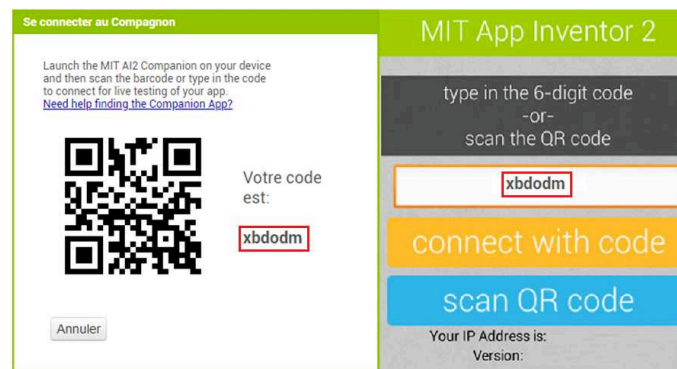 Se connecter au Compagnon
Launch the MIT AI2 Companion on your device
and then scan the barcode or type in the code
to connect for live testing of your app.
Need help finding the Companion App?
Votre code
est:
xbdodm
Annuler
MIT App Inventor 2
type in the 6-digit code
-or-
scan the QR code
xbdodm
connect with code
scan QR code
Your IP Address is:
Version: